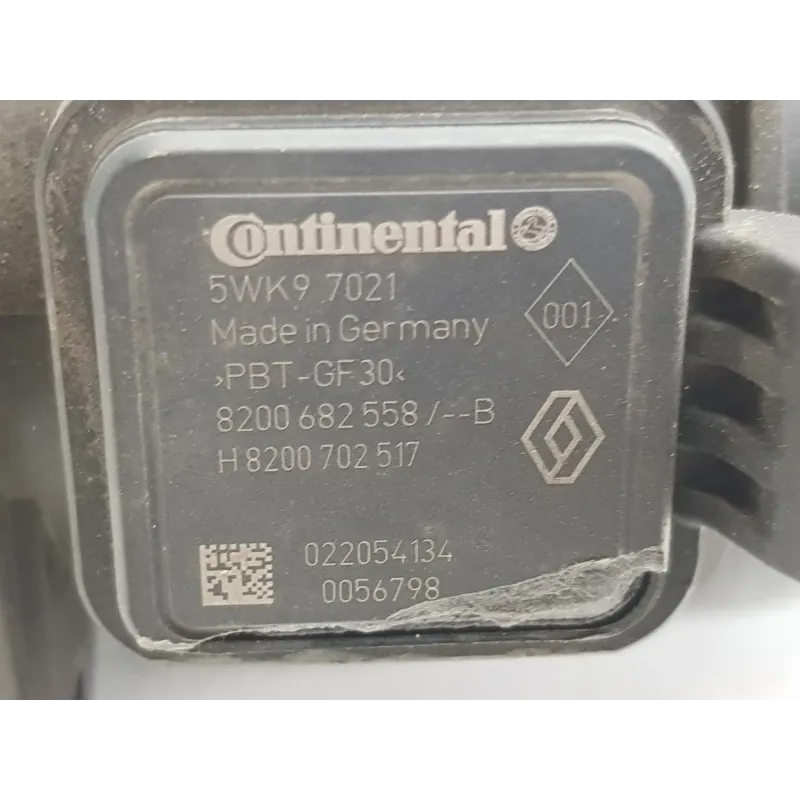 Continental
5WK9 7021
Made in Germany
001
>PBT-GF30<
8200 682 558 /--B
H 8200 702 517
022054134
0056798